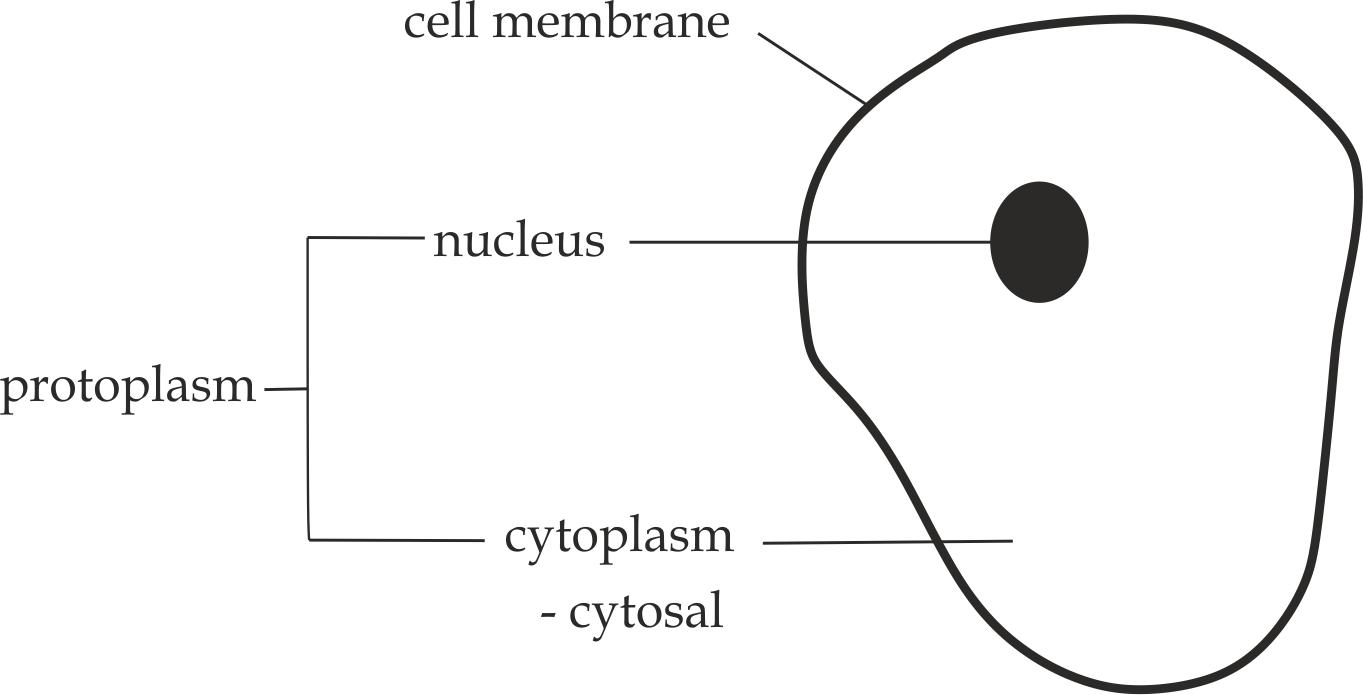 cell membrane
nucleus
protoplasm
cytoplasm
- cytosal